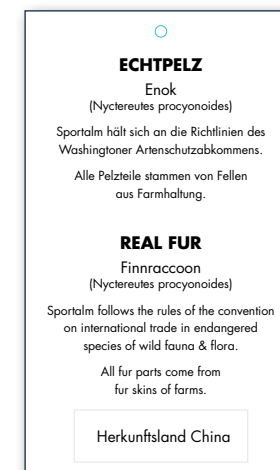 ECHTPELZ
Enok
(Nyctereutes procyonoides)
Sportalm hält sich an die Richtlinien des
Washingtoner Artenschutzabkommens.
Alle Pelzteile stammen von Fellen
aus Farmhaltung.
REAL FUR
Finnraccoon
(Nyctereutes procyonoides)
Sportalm follows the rules of the convention
on international trade in endangered
species of wild fauna & flora.
All fur parts come from
fur skins of farms.
Herkunftsland China